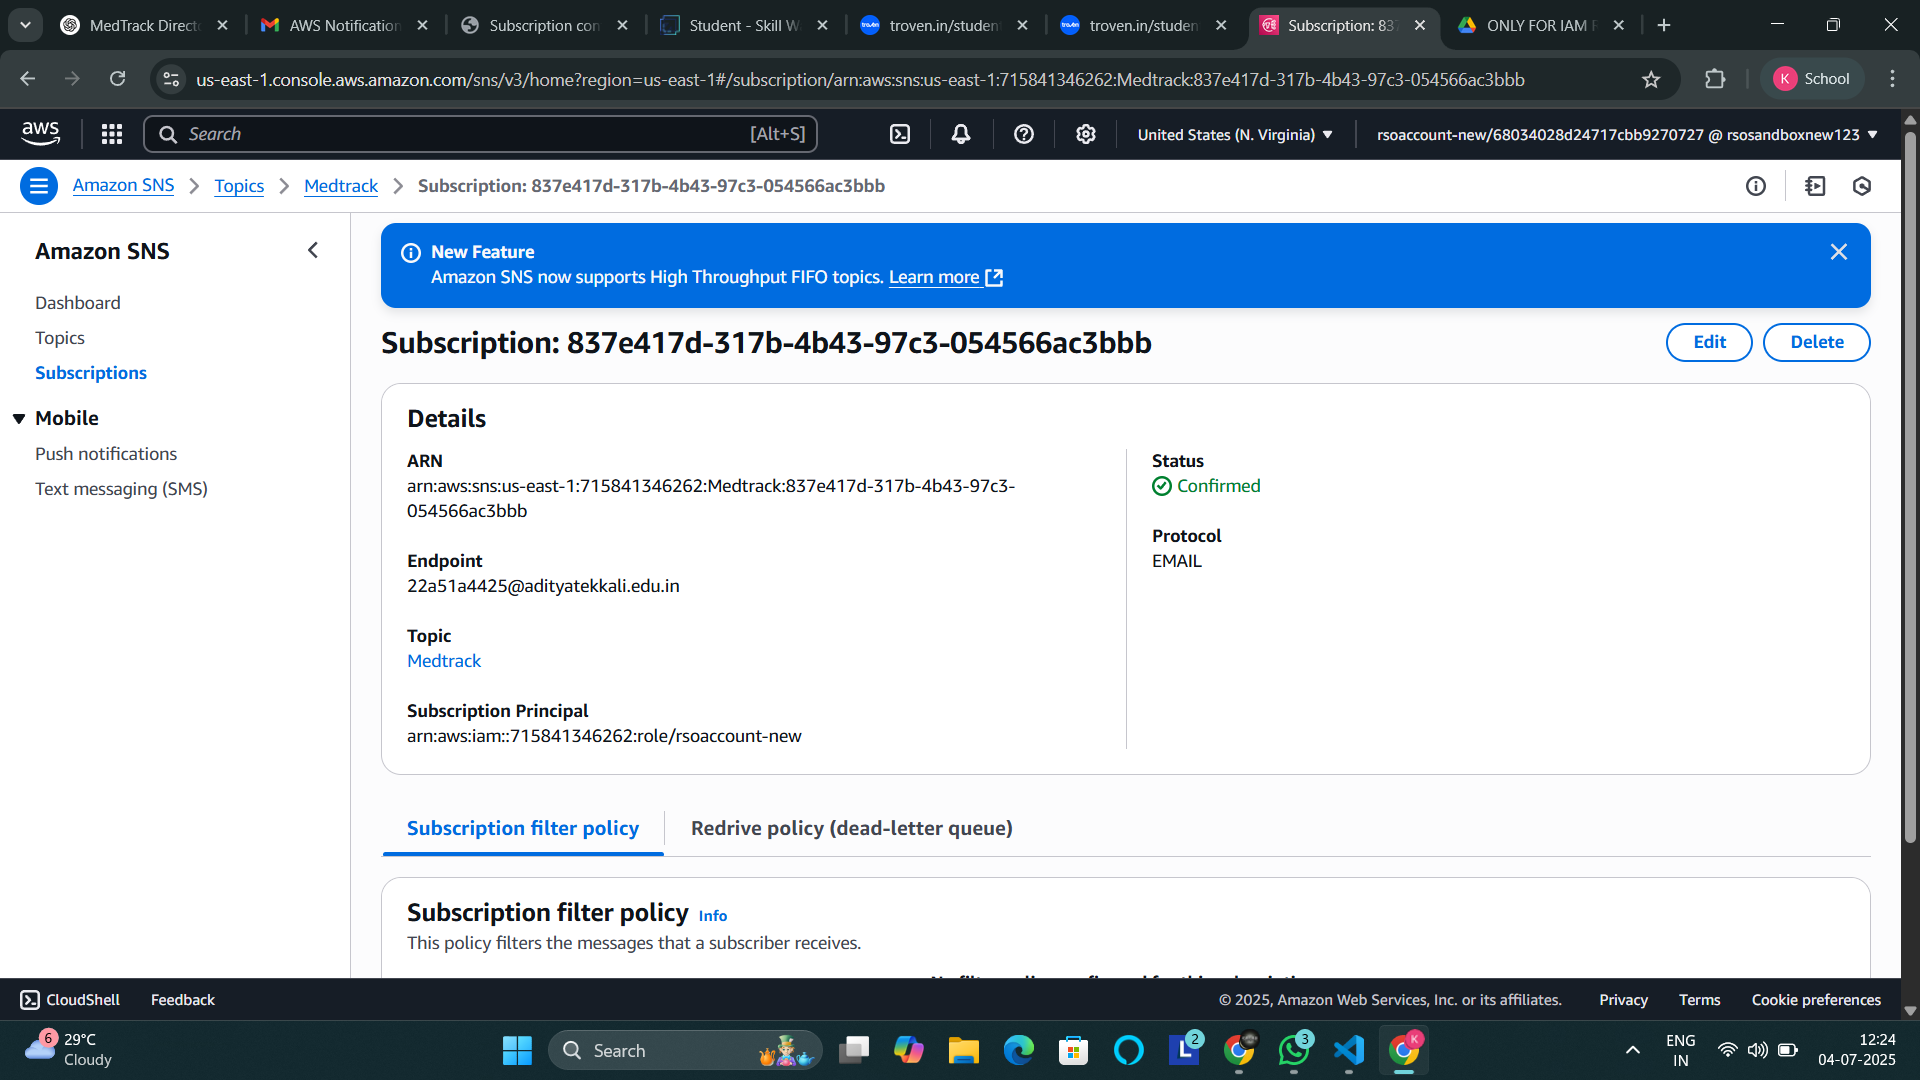 MedTrack Directo
AWS Notification
Subscription con
Student - Skill W
troven.in/studen
troven.in/studen
Subscription: 837
ONLY FOR IAM R
us-east-1.console.aws.amazon.com/sns/v3/home?region=us-east-1#/subscription/arn:aws:sns:us-east-1:715841346262:Medtrack:837e417d-317b-4b43-97c3-054566ac3bbb
K School
aws
Search [Alt+S]
United States (N. Virginia)
rsoaccount-new/68034028d24717cbb9270727 @ rsosandboxnew123
Amazon SNS > Topics > Medtrack > Subscription: 837e417d-317b-4b43-97c3-054566ac3bbb
Amazon SNS
Dashboard
Topics
Subscriptions
Mobile
Push notifications
Text messaging (SMS)
New Feature
Amazon SNS now supports High Throughput FIFO topics. Learn more
Subscription: 837e417d-317b-4b43-97c3-054566ac3bbb
Edit
Delete
Details
ARN
arn:aws:sns:us-east-1:715841346262:Medtrack:837e417d-317b-4b43-97c3-
054566ac3bbb
Endpoint
22a51a4425@adityatekkali.edu.in
Topic
Medtrack
Subscription Principal
arn:aws:iam::715841346262:role/rsoaccount-new
Status
Confirmed
Protocol
EMAIL
Subscription filter policy
Redrive policy (dead-letter queue)
Subscription filter policy Info
This policy filters the messages that a subscriber receives.
CloudShell
Feedback
© 2025, Amazon Web Services, Inc. or its affiliates.
Privacy
Terms
Cookie preferences
6
29°C
Cloudy
Search
L 2
3
K
ENG
IN
12:24
04-07-2025